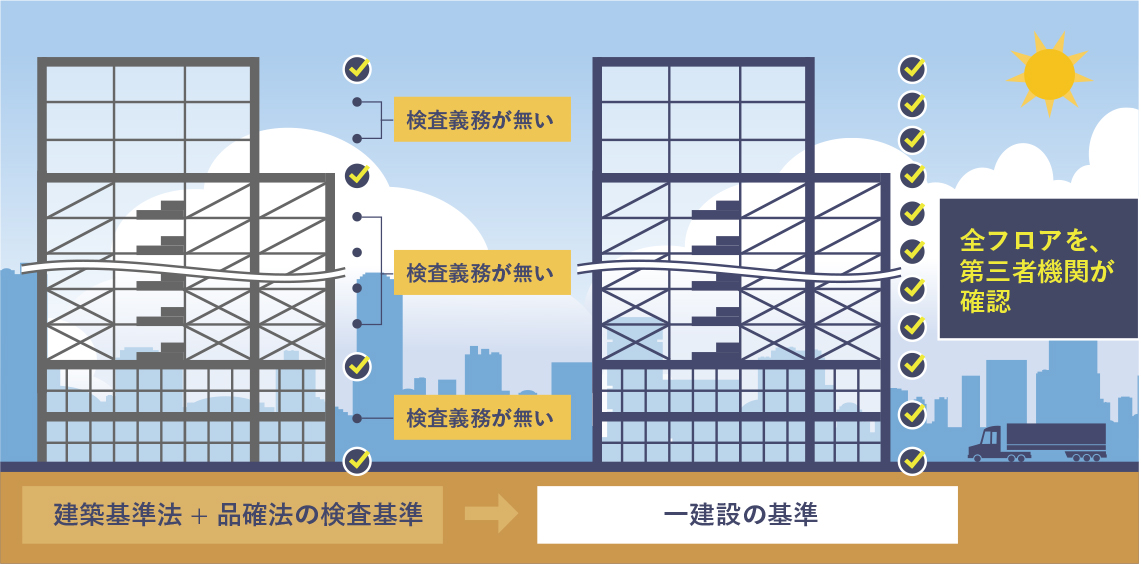 検査義務が無い
検査義務が無い
検査義務が無い
全フロアを、
第三者機関が
確認
建築基準法 + 品確法の検査基準
一建設の基準